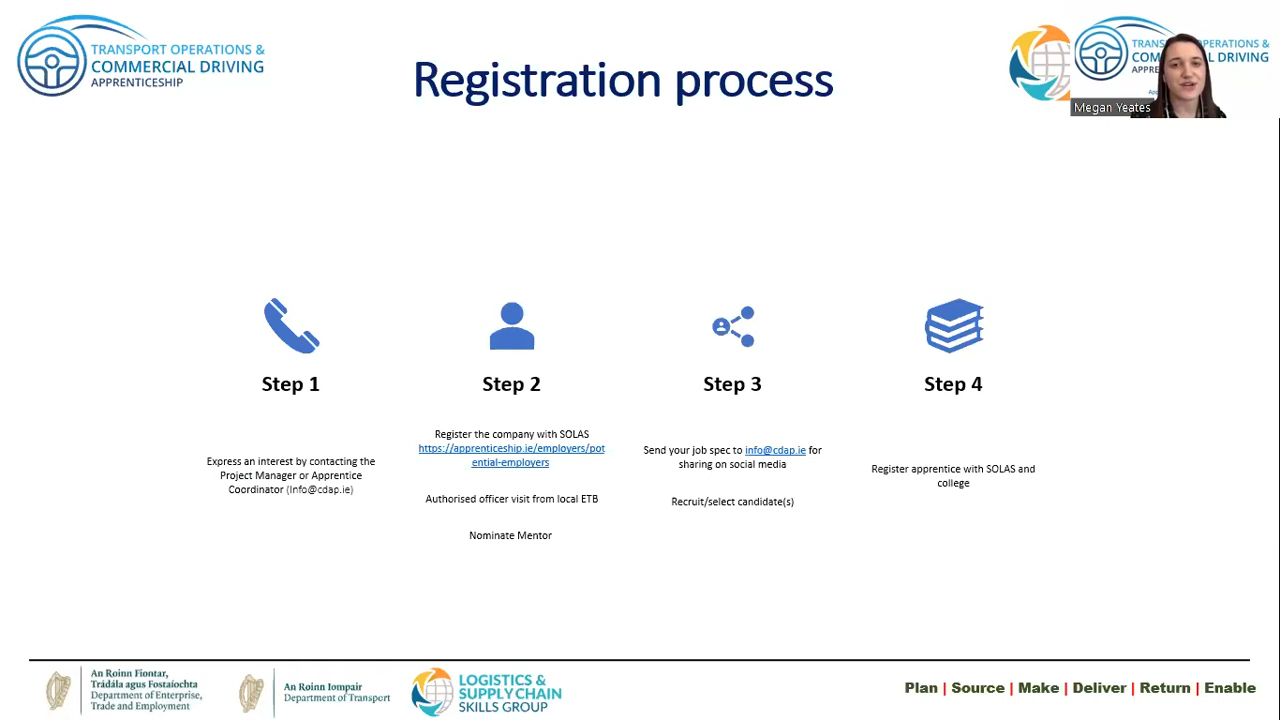 TRANSPORT OPERATIONS &
COMMERCIAL DRIVING
APPRENTICESHIP
Registration process
TRANSPORT OPERATIONS &
COMMERCIAL DRIVING
Megan Yeates
Step 1
Express an interest by contacting the
Project Manager or Apprentice
Coordinator (Info@cdap.ie)
Step 2
Register the company with SOLAS
https://apprenticeship.ie/employers/pot
ential-employers
Authorised officer visit from local ETB
Nominate Mentor
Step 3
Send your job spec to info@cdap.ie for
sharing on social media
Recruit/select candidate(s)
Step 4
Register apprentice with SOLAS and
college
An Roinn Fiontar,
Trádála agus Fostaíochta
Department of Enterprise,
Trade and Employment
An Roinn Iompair
Department of Transport
LOGISTICS &
SUPPLY CHAIN
SKILLS GROUP
Plan | Source | Make | Deliver | Return | Enable